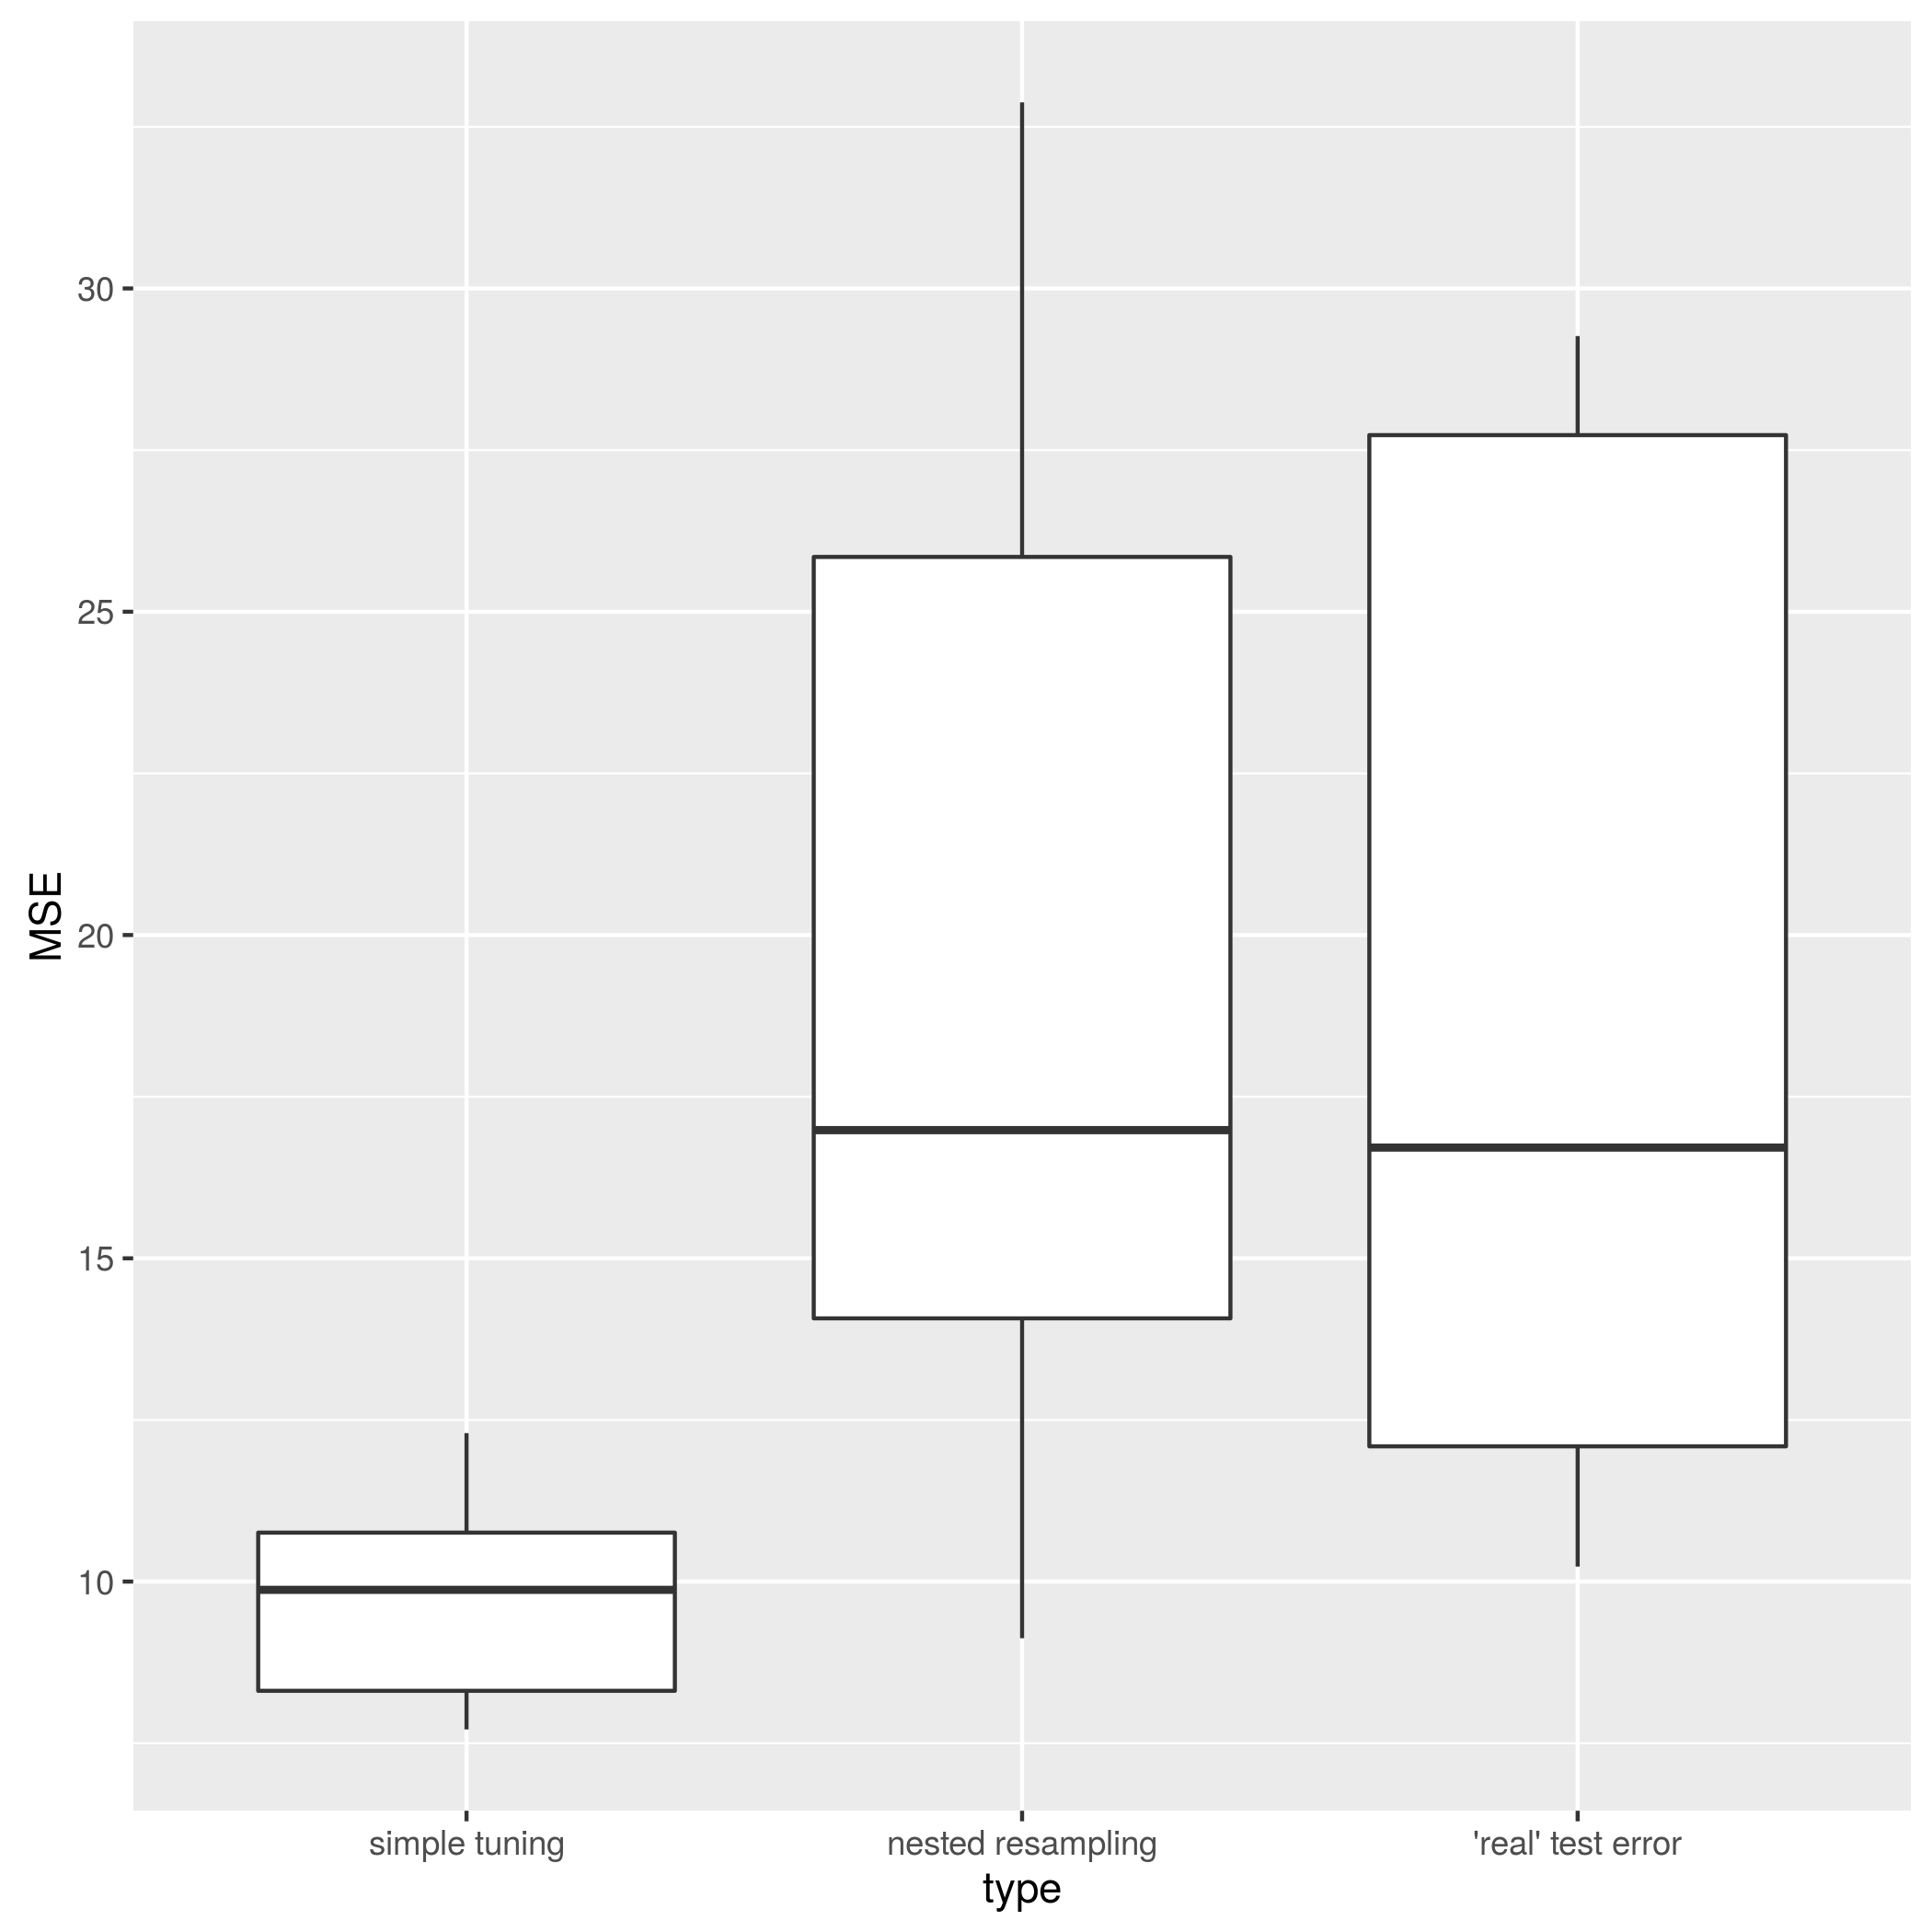 MSE
30
25
20
15
10
simple tuning
nested resampling
'real' test error
type